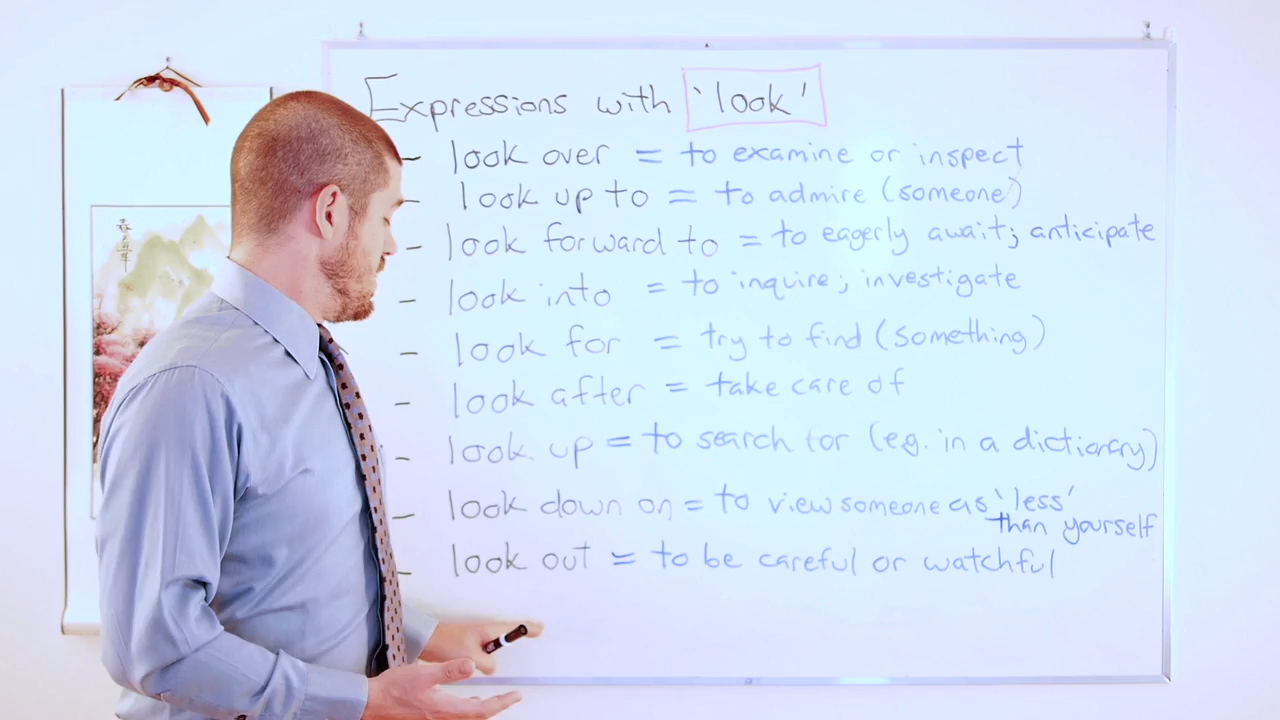 Expressions with 'look'
- look over = to examine or inspect
- look up to = to admire (someone)
- look forward to = to eagerly await; anticipate
- look into = to inquire; investigate
- look for = try to find (something)
- look after = take care of
- look up = to search for (eg. in a dictionary)
- look down on = to view someone as 'less'
than yourself
- look out = to be careful or watchful